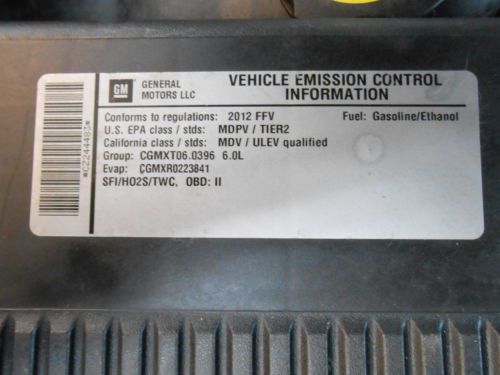 *C2244483*
GM
GENERAL MOTORS LLC
VEHICLE EMISSION CONTROL INFORMATION
Conforms to regulations: 2012 FFV Fuel: Gasoline/Ethanol
U.S. EPA class / stds: MDPV / TIER2
California class / stds: MDV / ULEV qualified
Group: CGMXT06.0396 6.0L
Evap: CGMXR0223841
SFI/HO2S/TWC, OBD: II